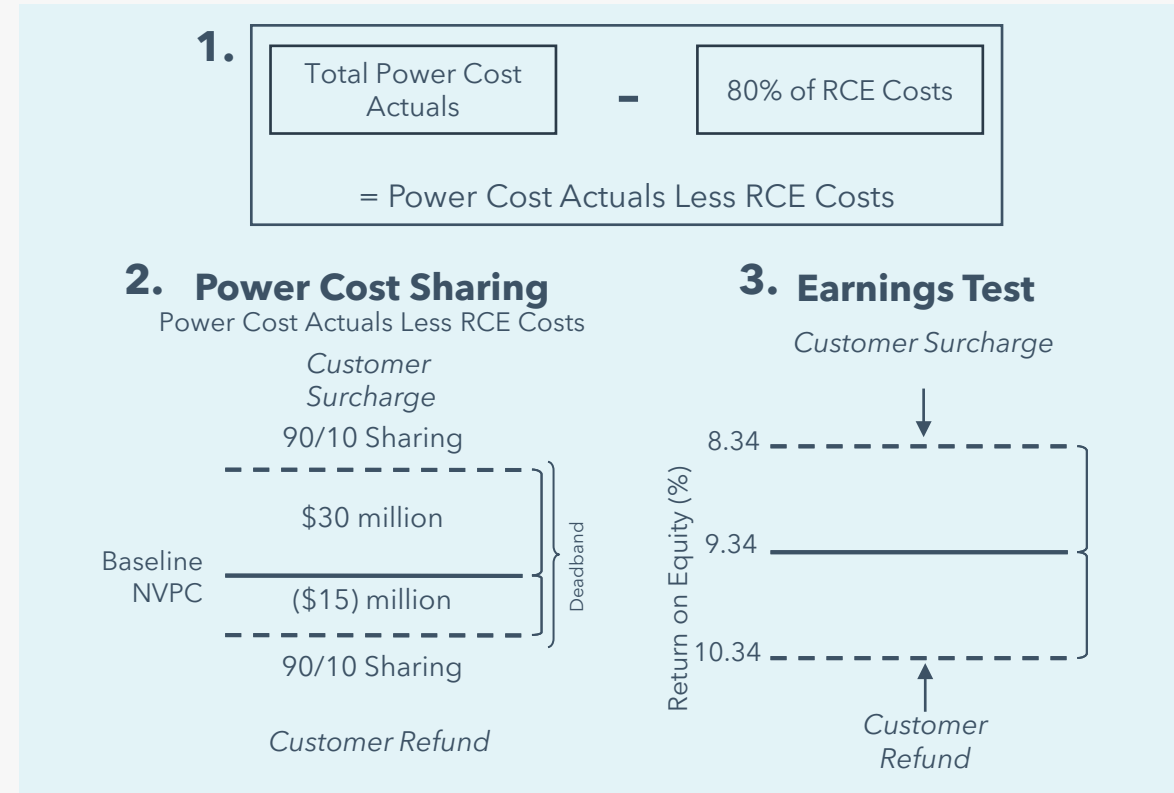 1.
Total Power Cost
Actuals
-
80% of RCE Costs
= Power Cost Actuals Less RCE Costs
2. Power Cost Sharing
Power Cost Actuals Less RCE Costs
Customer
Surcharge
90/10 Sharing
$30 million
Baseline
NVPC
($15) million
Deadband
90/10 Sharing
Customer Refund
3. Earnings Test
Customer Surcharge
Return on Equity (%)
8.34
9.34
10.34
Customer
Refund